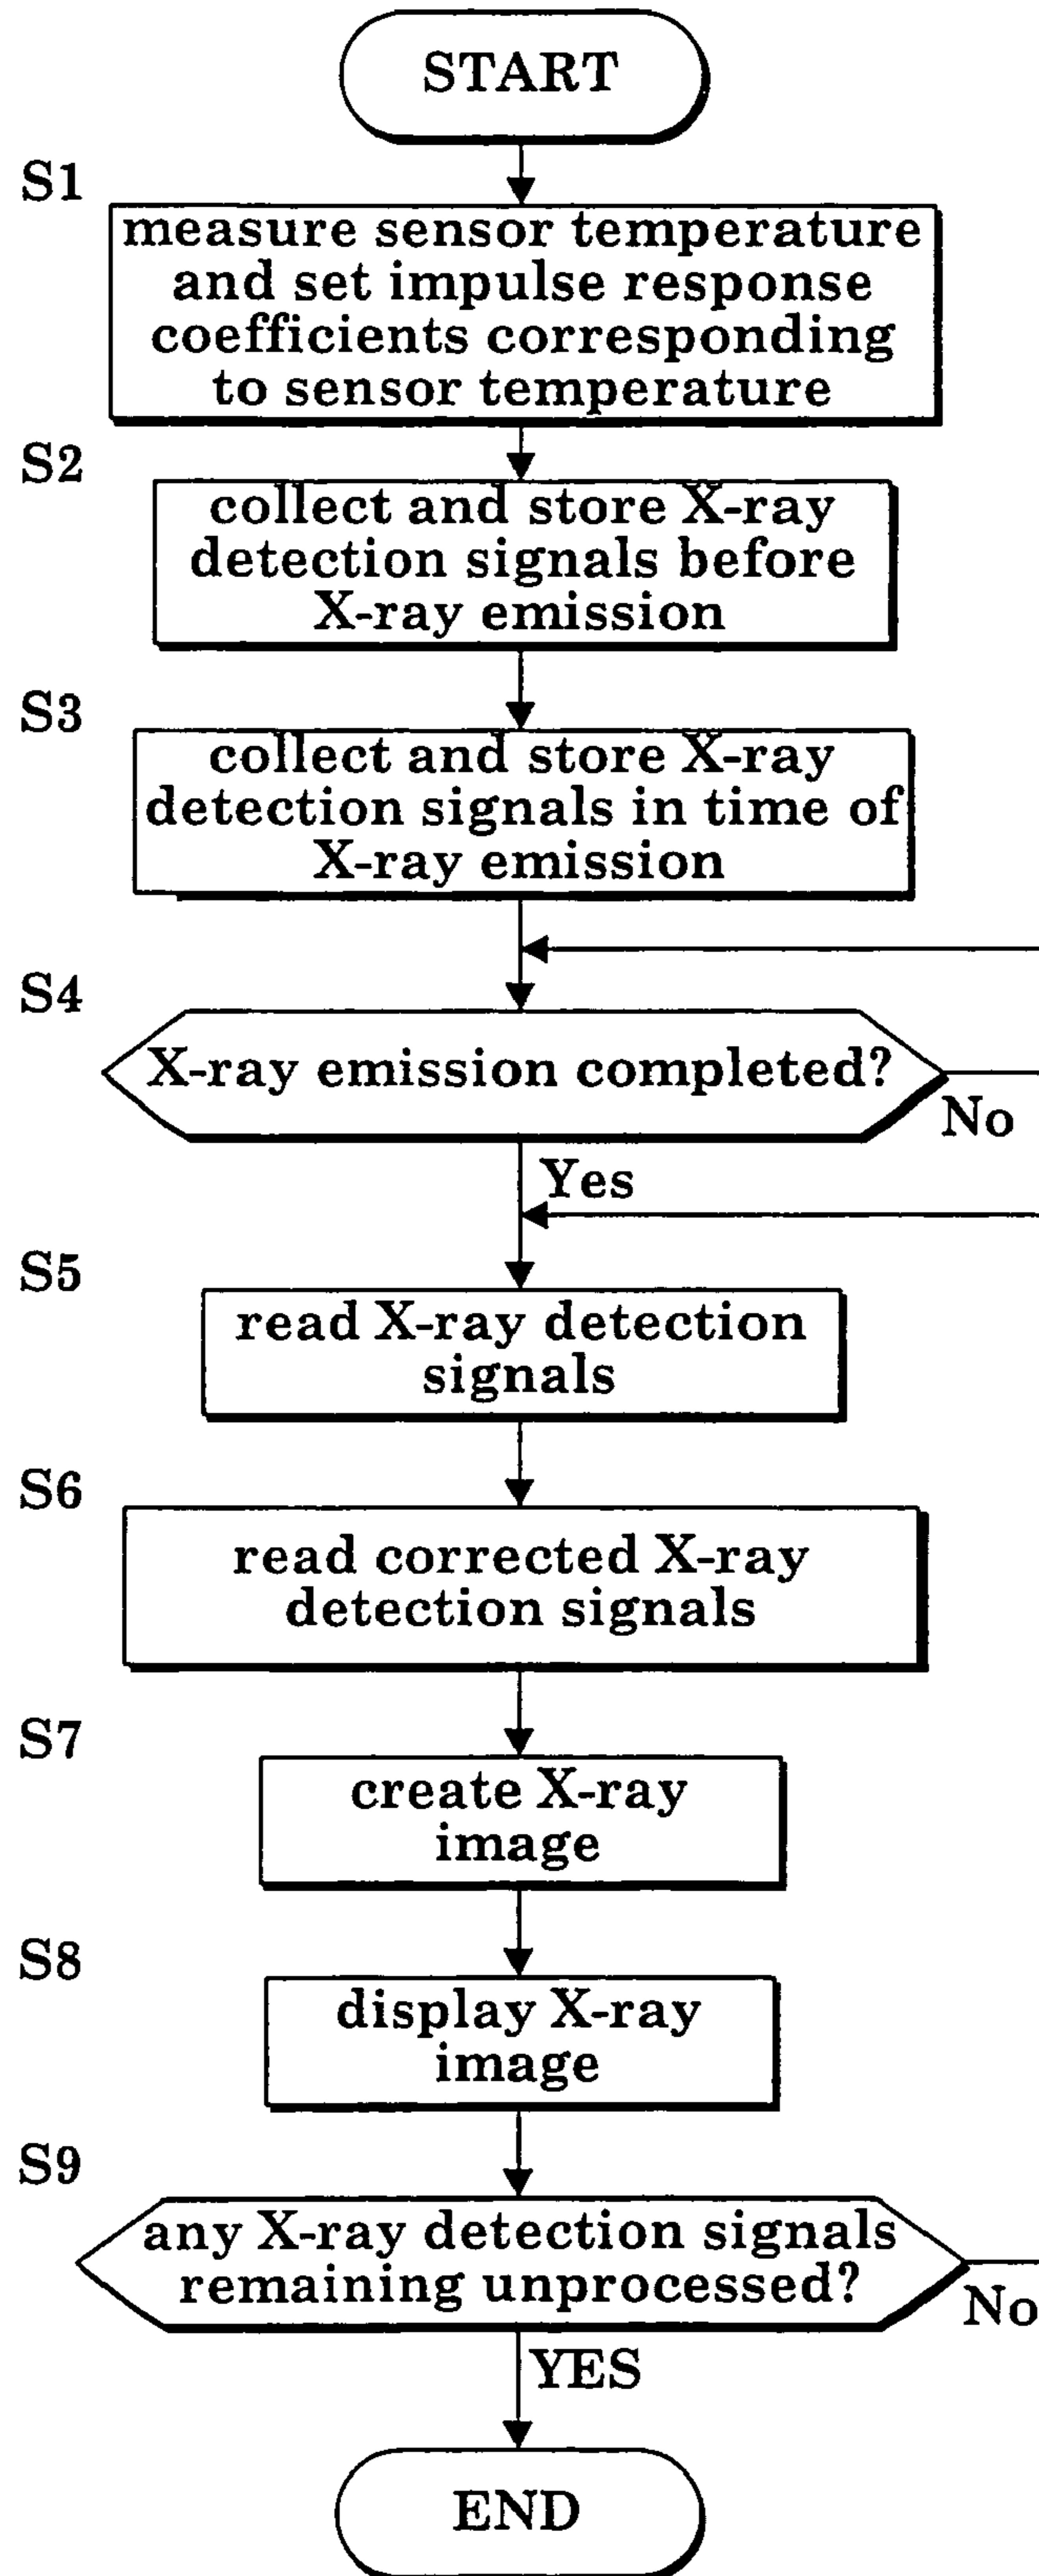 START
S1
measure sensor temperature
and set impulse response
coefficients corresponding
to sensor temperature
S2
collect and store X-ray
detection signals before
X-ray emission
S3
collect and store X-ray
detection signals in time of
X-ray emission
S4
X-ray emission completed?
No
Yes
S5
read X-ray detection
signals
S6
read corrected X-ray
detection signals
S7
create X-ray
image
S8
display X-ray
image
S9
any X-ray detection signals
remaining unprocessed?
No
YES
END